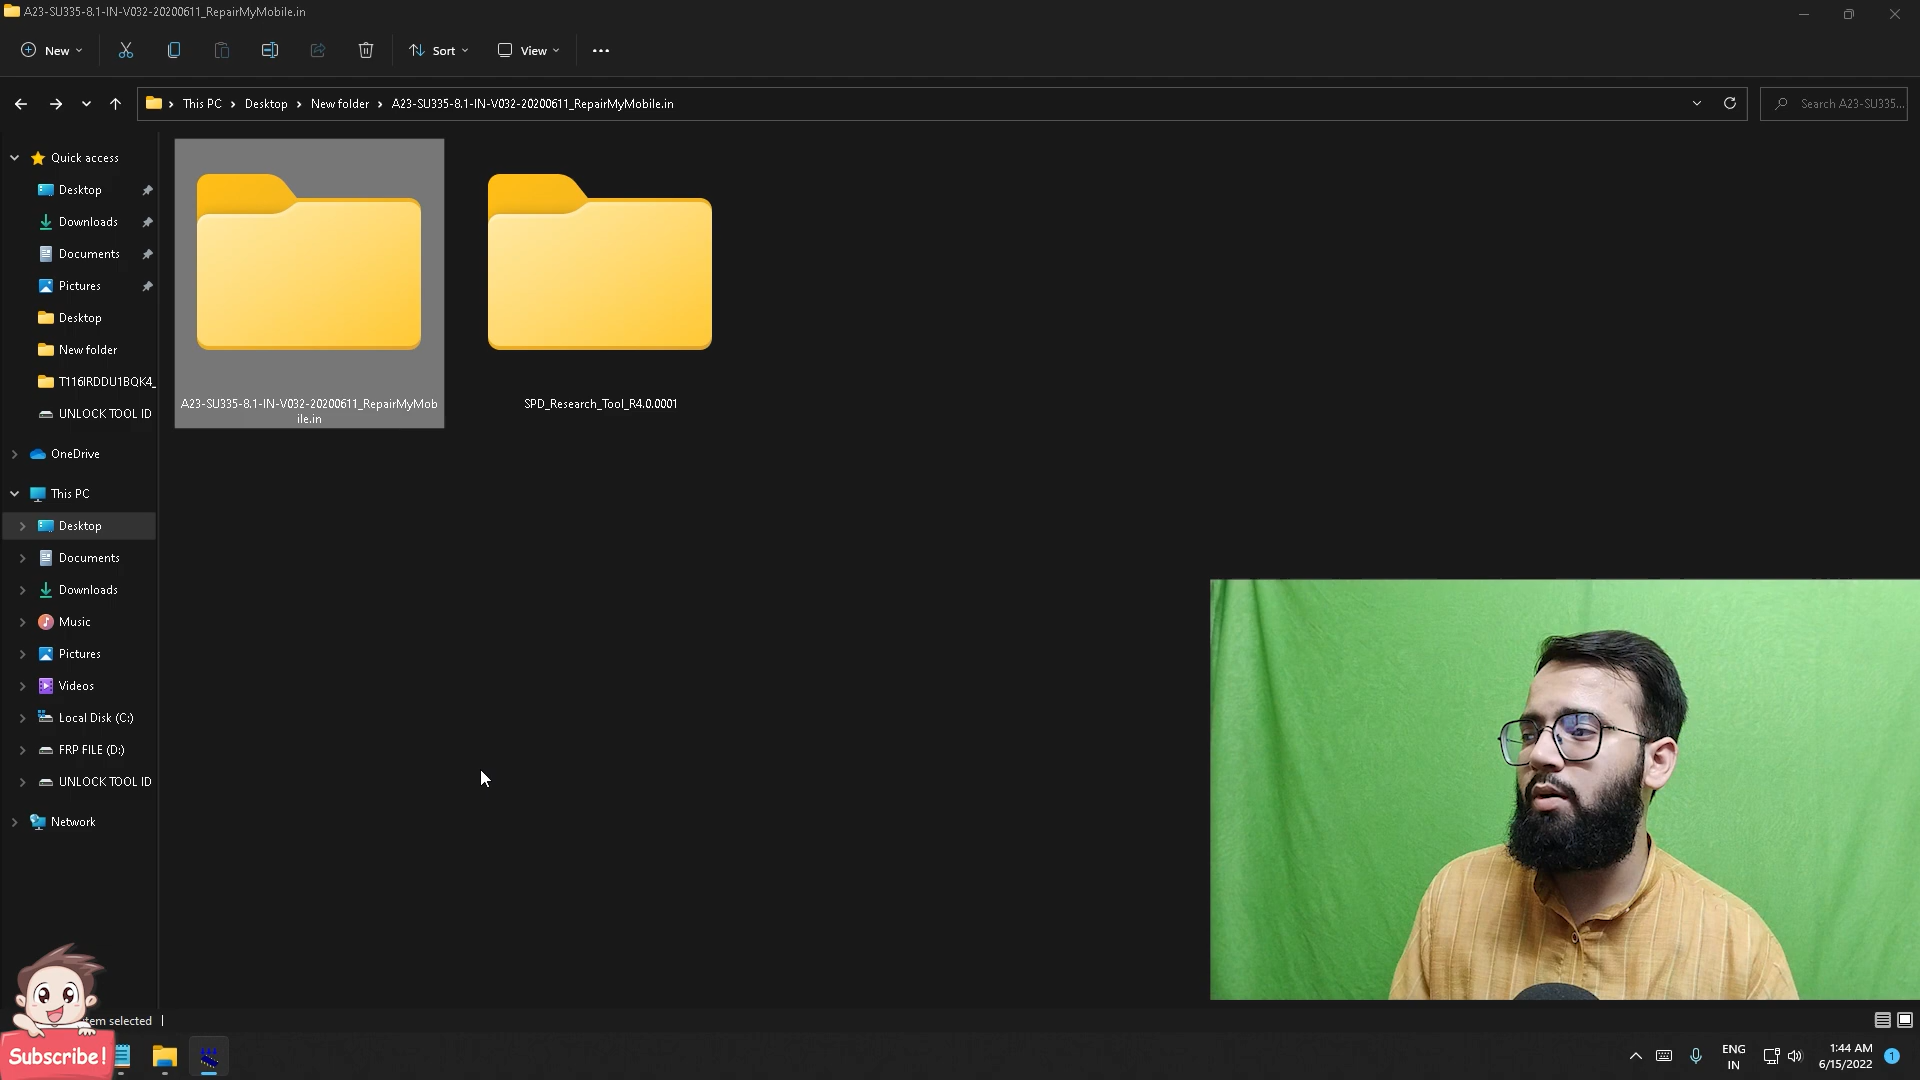 A23-SU335-8.1-IN-V032-20200611_RepairMyMobile.in
New
Sort
View
This PC
Desktop
New folder
A23-SU335-8.1-IN-V032-20200611_RepairMyMobile.in
Search A23-SU335...
Quick access
Desktop
Downloads
Documents
Pictures
Desktop
New folder
T116IRDDU1BQK4_
UNLOCK TOOL ID
OneDrive
This PC
Desktop
Documents
Downloads
Music
Pictures
Videos
Local Disk (C:)
FRP FILE (D:)
UNLOCK TOOL ID
Network
A23-SU335-8.1-IN-V032-20200611_RepairMyMob
ile.in
SPD_Research_Tool_R4.0.0001
tem selected
Subscribe!
ENG
IN
1:44 AM
6/15/2022
1